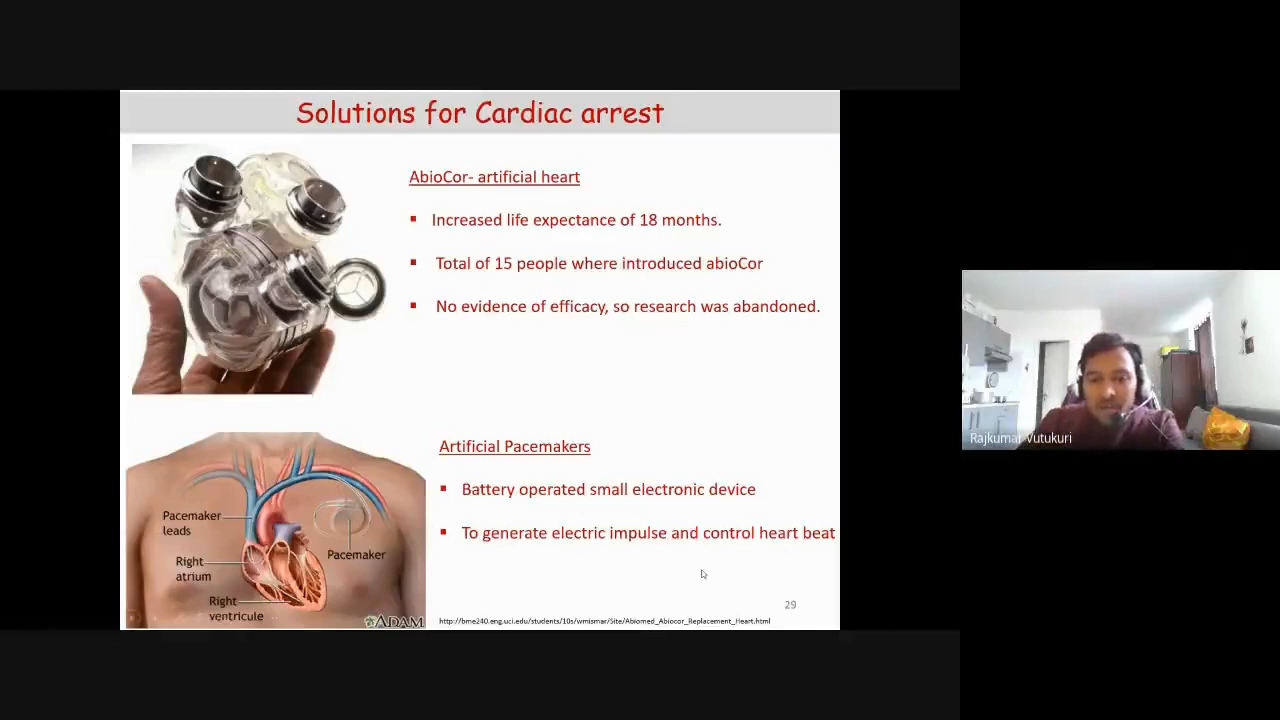 Solutions for Cardiac arrest
AbioCor- artificial heart
Increased life expectance of 18 months.
Total of 15 people where introduced abioCor
No evidence of efficacy, so research was abandoned.
Artificial Pacemakers
Battery operated small electronic device
To generate electric impulse and control heart beat
Pacemaker
leads
Right
atrium
Pacemaker
Right
ventricule
ADAM
29
http://bme240.eng.uci.edu/students/10s/wmismar/Site/Abiomed_Abiocor_Replacement_Heart.html
Rajkumar Vutukuri